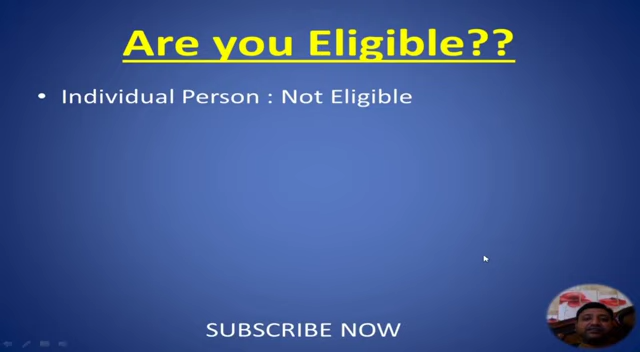 Are you Eligible??
• Individual Person : Not Eligible
SUBSCRIBE NOW